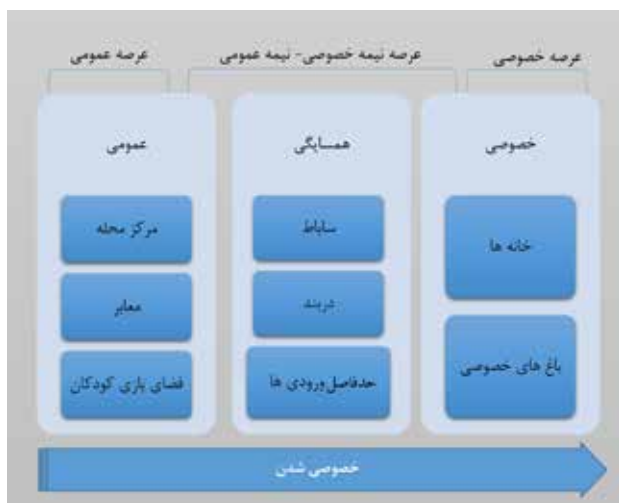 عرصه خصوصی
عرصه نیمه خصوصی- نیمه عمومی
عرصه عمومی
خصوصی
خانه ها
باغ های خصوصی
همسایگی
ساباط
دربند
حدفاصل ورودی ها
عمومی
مرکز محله
معابر
فضای بازی کودکان
خصوصی شدن